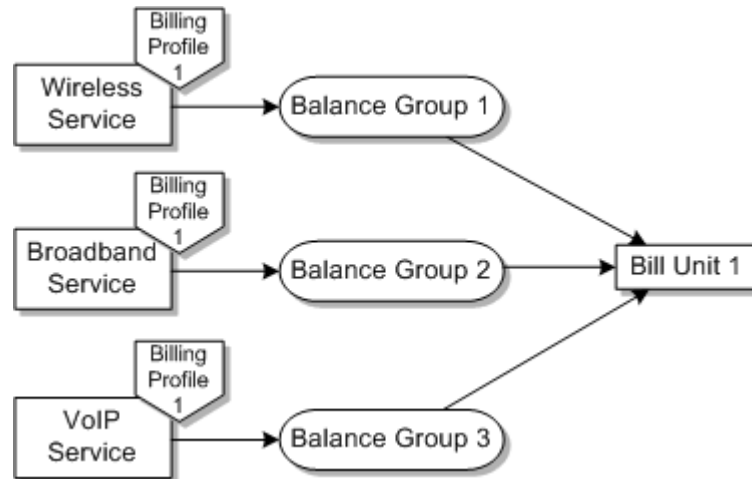 Billing
Profile
1
Wireless
Service
Balance Group 1
Billing
Profile
1
Broadband
Service
Balance Group 2
Bill Unit 1
Billing
Profile
1
VoIP
Service
Balance Group 3